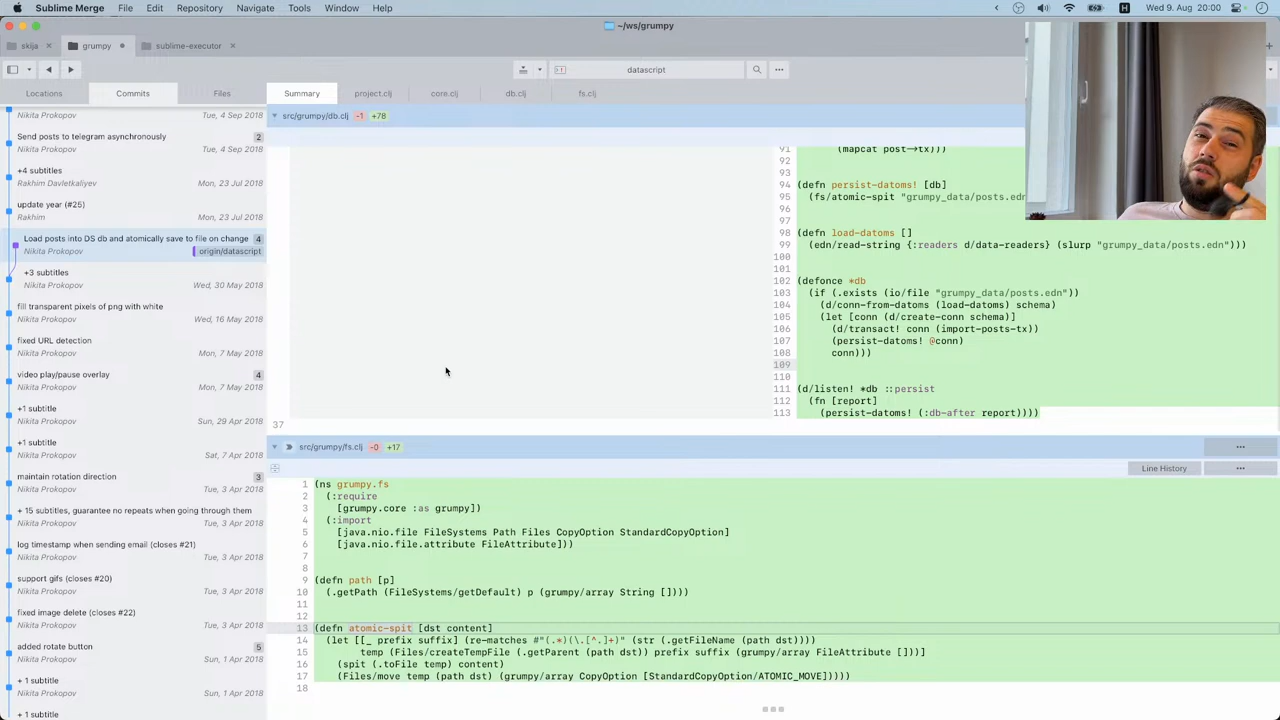 Sublime Merge File Edit Repository Navigate Tools Window Help
Wed 9. Aug 20:00
~/ws/grumpy
skija
grumpy
sublime-executor
datascript
Locations Commits Files
Summary project.clj core.clj db.clj fs.clj
Nikita Prokopov Tue, 4 Sep 2018
Send posts to telegram asynchronously 2
Nikita Prokopov Tue, 4 Sep 2018
+4 subtitles
Rakhim Davletkaliyev Mon, 23 Jul 2018
update year (#25)
Rakhim Mon, 23 Jul 2018
Load posts into DS db and atomically save to file on change 4
Nikita Prokopov origin/datascript
+3 subtitles
Nikita Prokopov Wed, 30 May 2018
fill transparent pixels of png with white
Nikita Prokopov Wed, 16 May 2018
fixed URL detection
Nikita Prokopov Mon, 7 May 2018
video play/pause overlay 4
Nikita Prokopov Mon, 7 May 2018
+1 subtitle
Nikita Prokopov Sun, 29 Apr 2018
+1 subtitle
Nikita Prokopov Sat, 7 Apr 2018
maintain rotation direction 3
Nikita Prokopov Tue, 3 Apr 2018
+ 15 subtitles, guarantee no repeats when going through them
Nikita Prokopov Tue, 3 Apr 2018
log timestamp when sending email (closes #21)
Nikita Prokopov Tue, 3 Apr 2018
support gifs (closes #20)
Nikita Prokopov Tue, 3 Apr 2018
fixed image delete (closes #22)
Nikita Prokopov Tue, 3 Apr 2018
added rotate button 5
Nikita Prokopov Sun, 1 Apr 2018
+ 1 subtitle
Nikita Prokopov Sun, 1 Apr 2018
+ 1 subtitle
src/grumpy/db.clj -1 +78
91 (mapcat post→tx)))
92
93
94 (defn persist-datoms! [db]
95 (fs/atomic-spit "grumpy_data/posts.edn
96
97
98 (defn load-datoms []
99 (edn/read-string {:readers d/data-readers} (slurp "grumpy_data/posts.edn")))
100
101
102 (defonce *db
103 (if (.exists (io/file "grumpy_data/posts.edn"))
104 (d/conn-from-datoms (load-datoms) schema)
105 (let [conn (d/create-conn schema)]
106 (d/transact! conn (import-posts-tx))
107 (persist-datoms! @conn)
108 conn)))
109
110
111 (d/listen! *db ::persist
112 (fn [report]
113 (persist-datoms! (:db-after report))))
37
src/grumpy/fs.clj -0 +17
Line History
1 (ns grumpy.fs
2 (:require
3 [grumpy.core :as grumpy])
4 (:import
5 [java.nio.file FileSystems Path Files CopyOption StandardCopyOption]
6 [java.nio.file.attribute FileAttribute]))
7
8
9 (defn path [p]
10 (.getPath (FileSystems/getDefault) p (grumpy/array String [])))
11
12
13 (defn atomic-spit [dst content]
14 (let [[_ prefix suffix] (re-matches #"(.*)(\.[^.]+)" (str (.getFileName (path dst))))
15 temp (Files/createTempFile (.getParent (path dst)) prefix suffix (grumpy/array FileAttribute []))]
16 (spit (.toFile temp) content)
17 (Files/move temp (path dst) (grumpy/array CopyOption [StandardCopyOption/ATOMIC_MOVE]))))
18